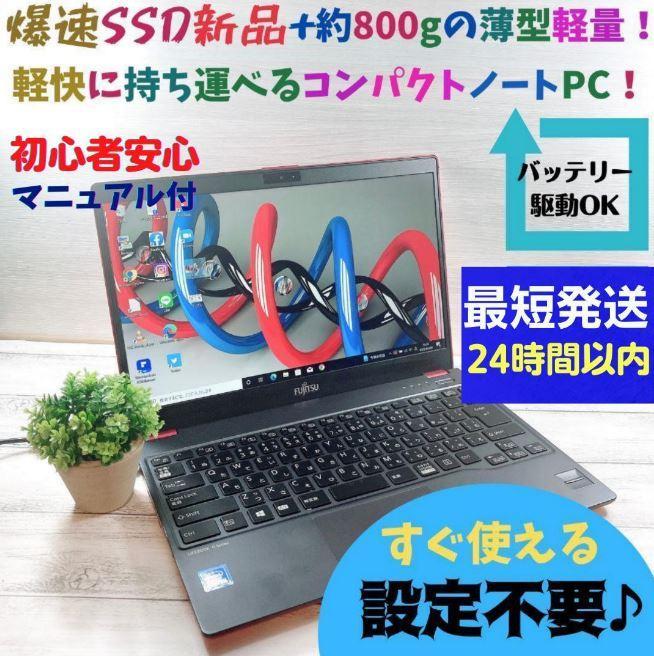 爆速SSD新品+約800gの薄型軽量！
軽快に持ち運べるコンパクトノートPC！
初心者安心
マニュアル付
バッテリー
駆動OK
最短発送
24時間以内
FUJITSU
すぐ使える
設定不要♪